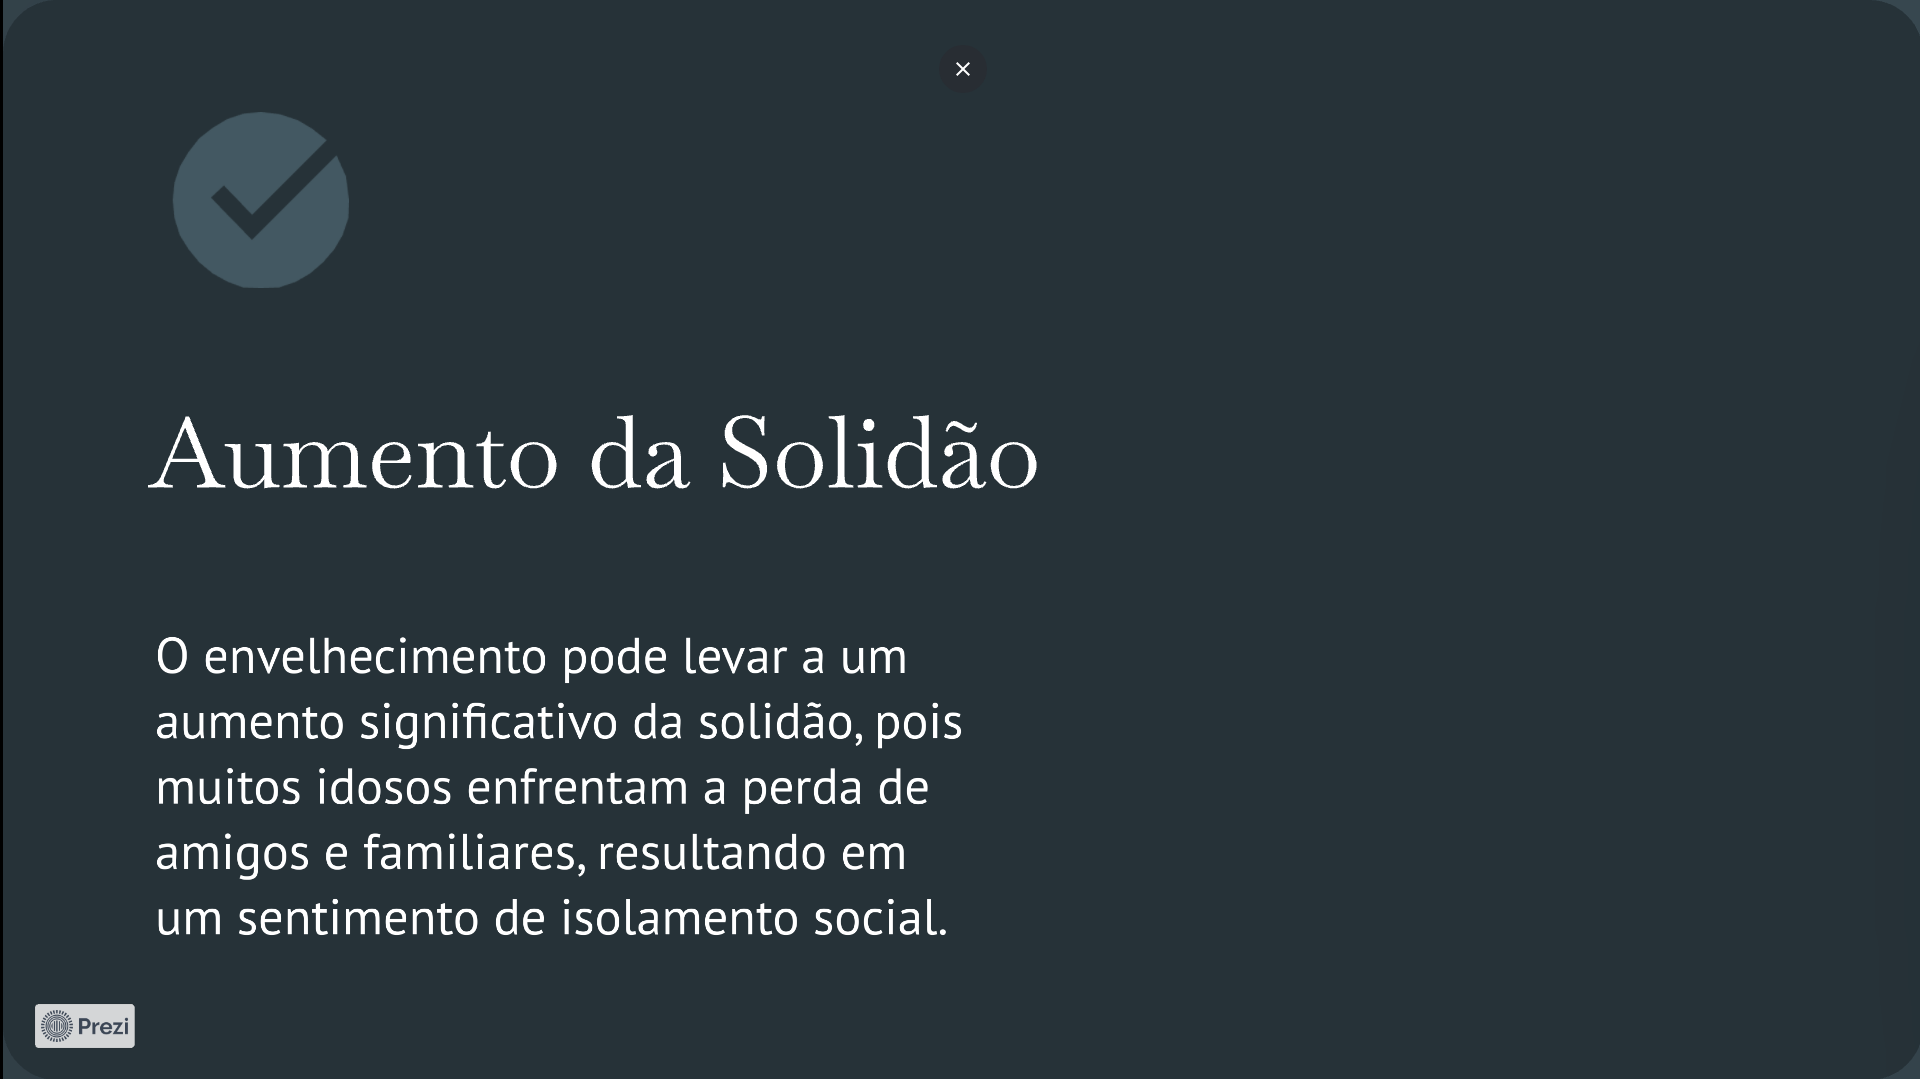 Aumento da Solidão
O envelhecimento pode levar a um
aumento significativo da solidão, pois
muitos idosos enfrentam a perda de
amigos e familiares, resultando em
um sentimento de isolamento social.
Prezi